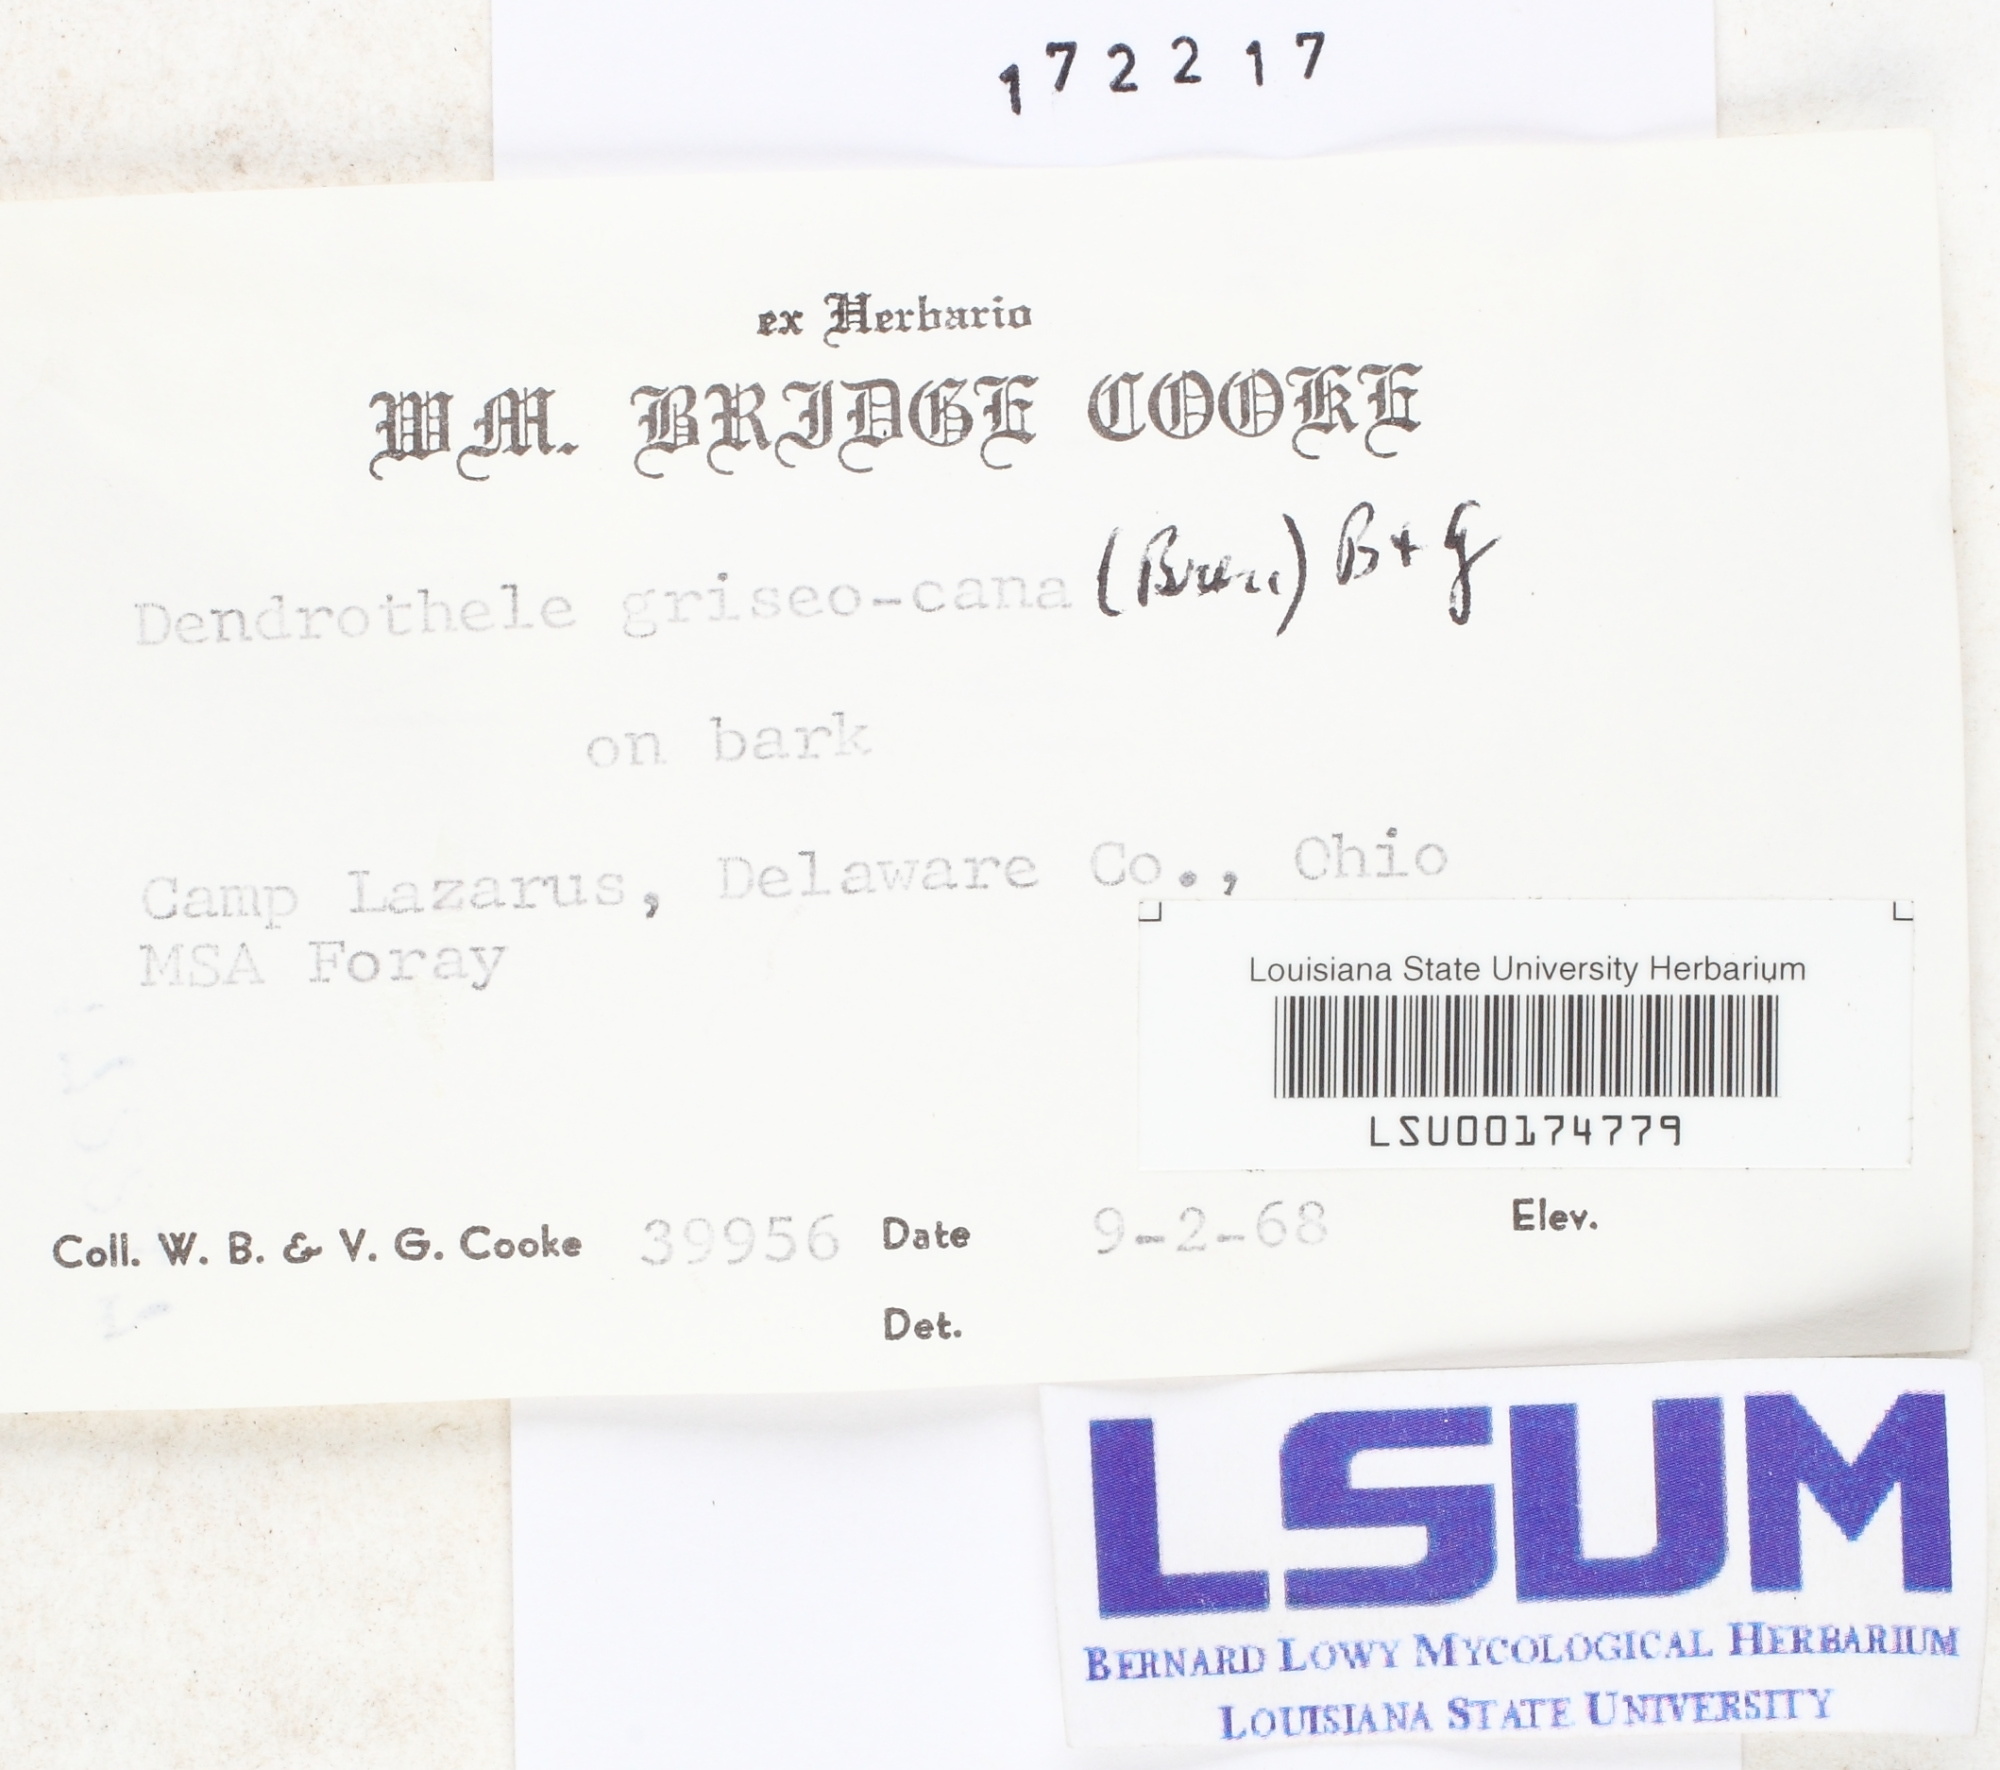 172217
ex Herbario
WM. BRIDGE COOKE
Dendrothele griseo-cana (Bres.) B + G
on bark
Camp Lazarus, Delaware Co., Ohio
MSA Foray
Louisiana State University Herbarium
LSU00174779
Coll. W. B. & V. G. Cooke 39956 Date 9-2-68 Elev.
Det.
LSUM
BERNARD LOWY MYCOLOGICAL HERBARIUM
LOUISIANA STATE UNIVERSITY